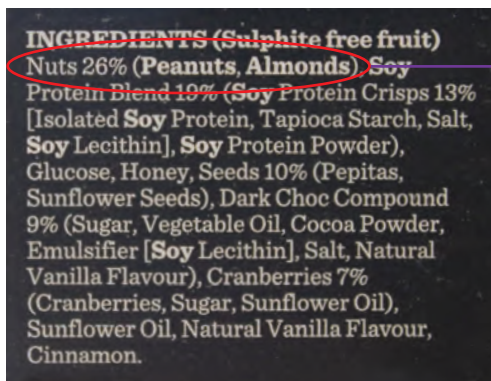 INGREDIENTS (Sulphite free fruit)
Nuts 26% (Peanuts, Almonds), Soy
Protein Blend 19% (Soy Protein Crisps 13%
[Isolated Soy Protein, Tapioca Starch, Salt,
Soy Lecithin], Soy Protein Powder),
Glucose, Honey, Seeds 10% (Pepitas,
Sunflower Seeds), Dark Choc Compound
9% (Sugar, Vegetable Oil, Cocoa Powder,
Emulsifier [Soy Lecithin], Salt, Natural
Vanilla Flavour), Cranberries 7%
(Cranberries, Sugar, Sunflower Oil),
Sunflower Oil, Natural Vanilla Flavour,
Cinnamon.